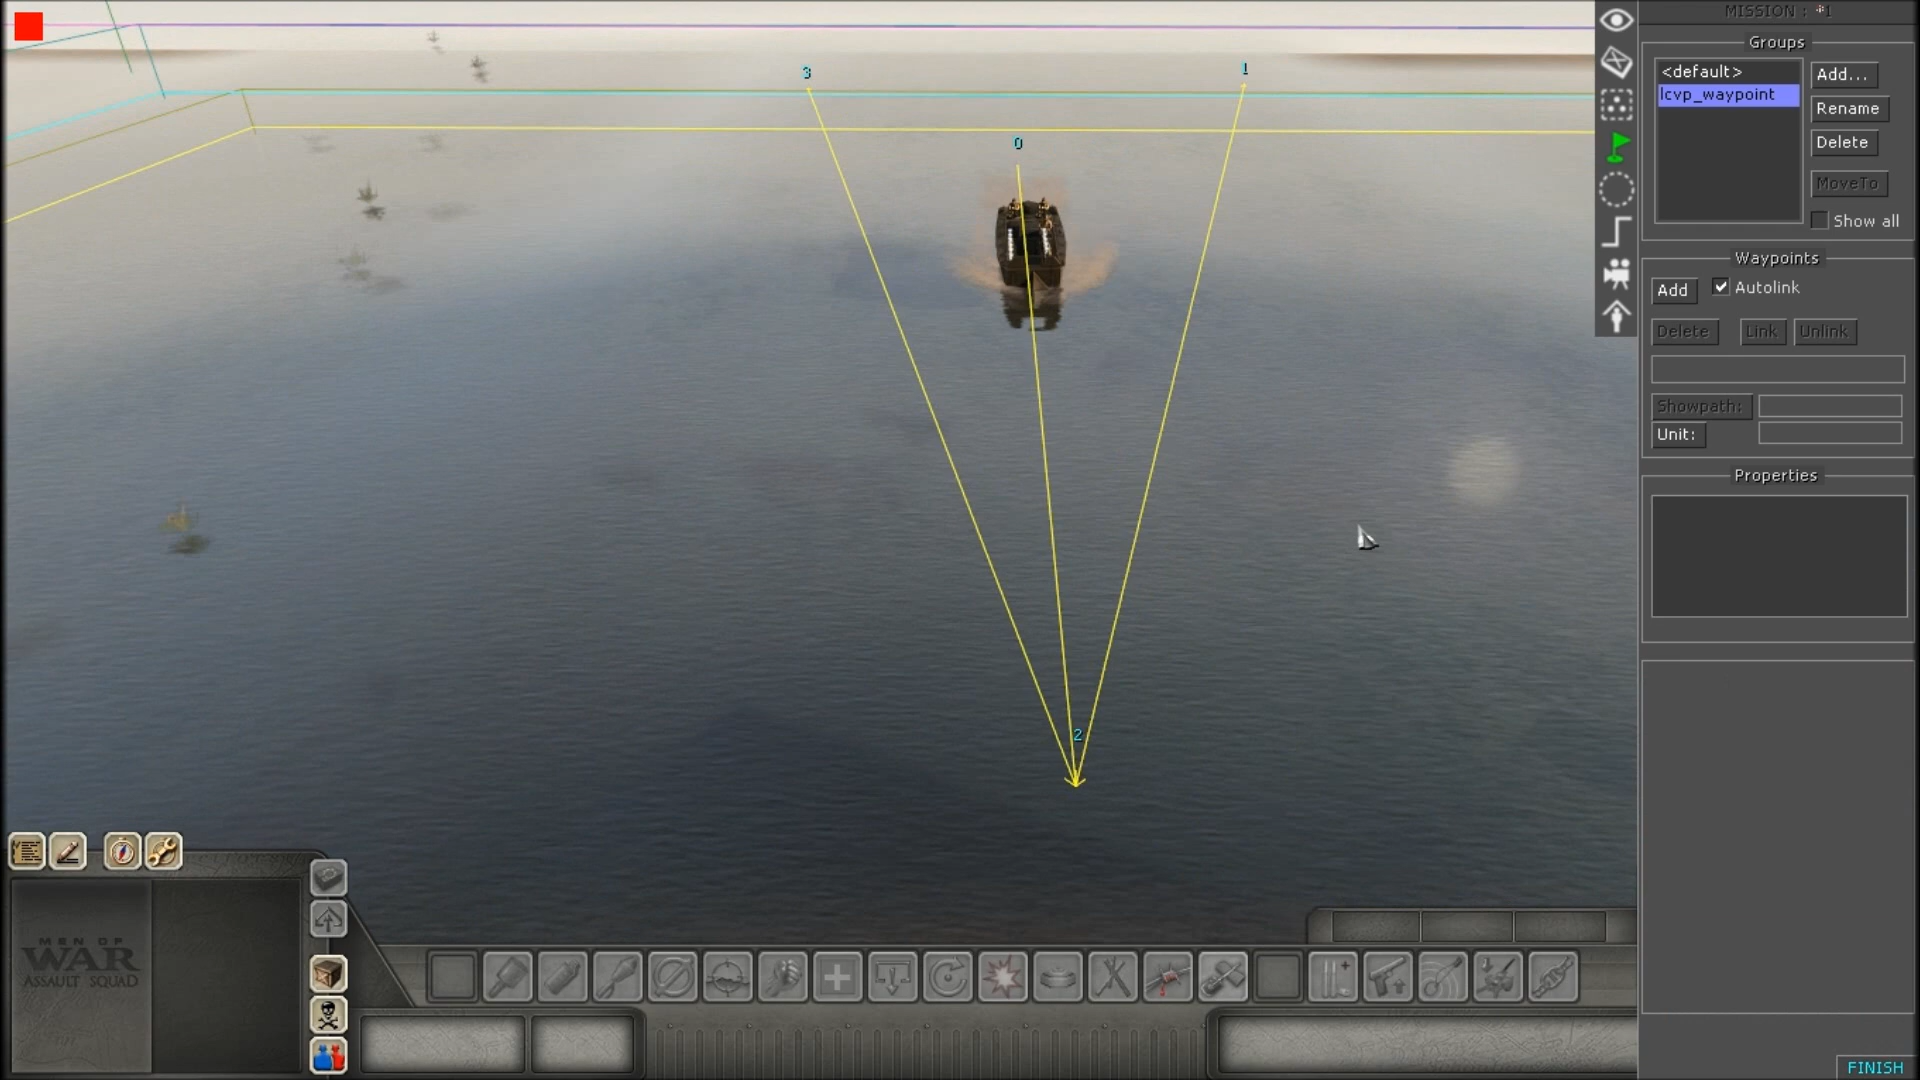 MISSION : *1
Groups
<default>
lcvp_waypoint
Add...
Rename
Delete
MoveTo
Show all
Waypoints
Add
Autolink
Delete
Link
Unlink
Showpath:
Unit:
Properties
FINISH
3
1
0
2
MEN OF
WAR
ASSAULT SQUAD